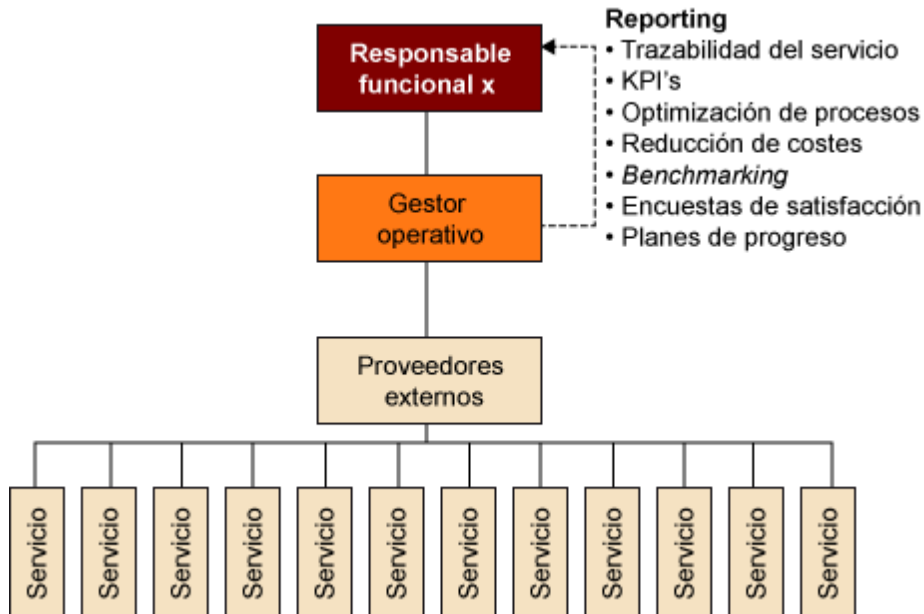 Responsable
funcional x
Reporting
• Trazabilidad del servicio
• KPI's
• Optimización de procesos
• Reducción de costes
• Benchmarking
• Encuestas de satisfacción
• Planes de progreso
Gestor
operativo
Proveedores
externos
Servicio
Servicio
Servicio
Servicio
Servicio
Servicio
Servicio
Servicio
Servicio
Servicio
Servicio
Servicio